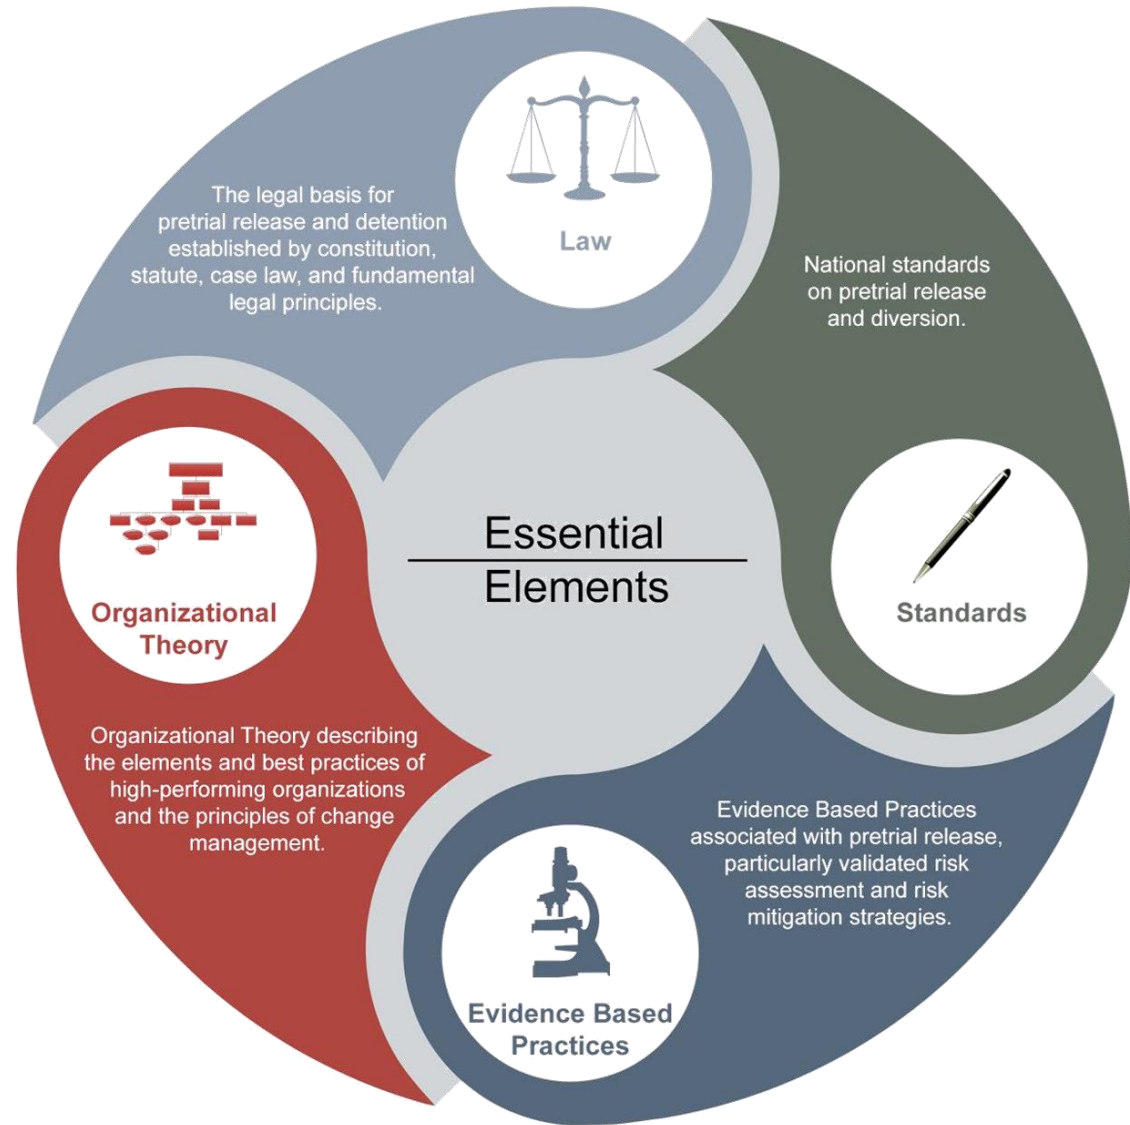 The legal basis for
pretrial release and detention
established by constitution,
statute, case law, and fundamental
legal principles.
Law
National standards
on pretrial release
and diversion.
Standards
Essential
Elements
Organizational
Theory
Organizational Theory describing
the elements and best practices of
high-performing organizations
and the principles of change
management.
Evidence Based Practices
associated with pretrial release,
particularly validated risk
assessment and risk
mitigation strategies.
Evidence Based
Practices